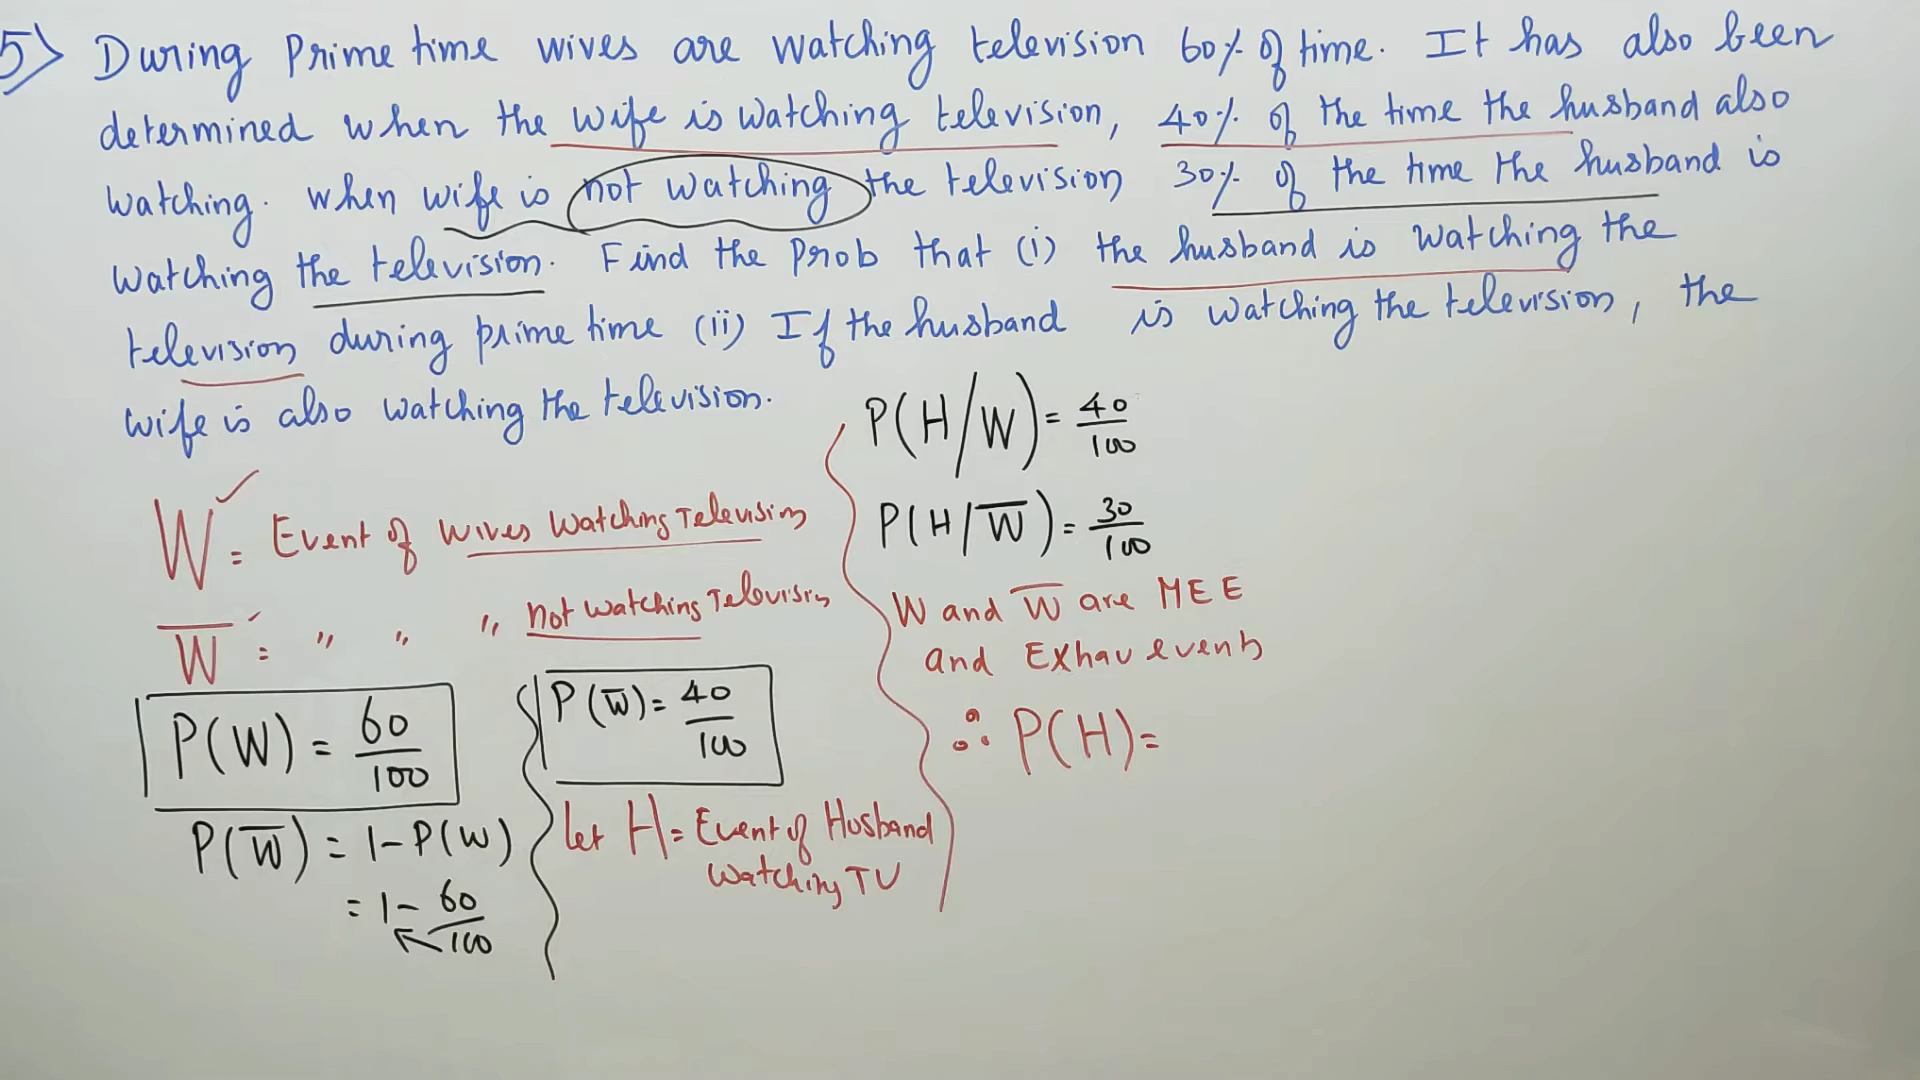 5) During Prime time wives are watching television 60% of time. It has also been
determined when the wife is watching television, 40% of the time the husband also
watching. when wife is not watching the television 30% of the time the husband is
watching the television. Find the Prob that (i) the husband is watching the
television during prime time (ii) If the husband is watching the television, the
wife is also watching the television.
W = Event of wives watching Television
W̅ = " " " not watching Television
P(W) = 60/100
P(W̅) = 1-P(W)
= 1- 60/100
P(W̅) = 40/100
let H = Event of Husband
watching TV
P(H/W) = 40/100
P(H/W̅) = 30/100
W and W̅ are MEE
and Exhau events
∴ P(H) =